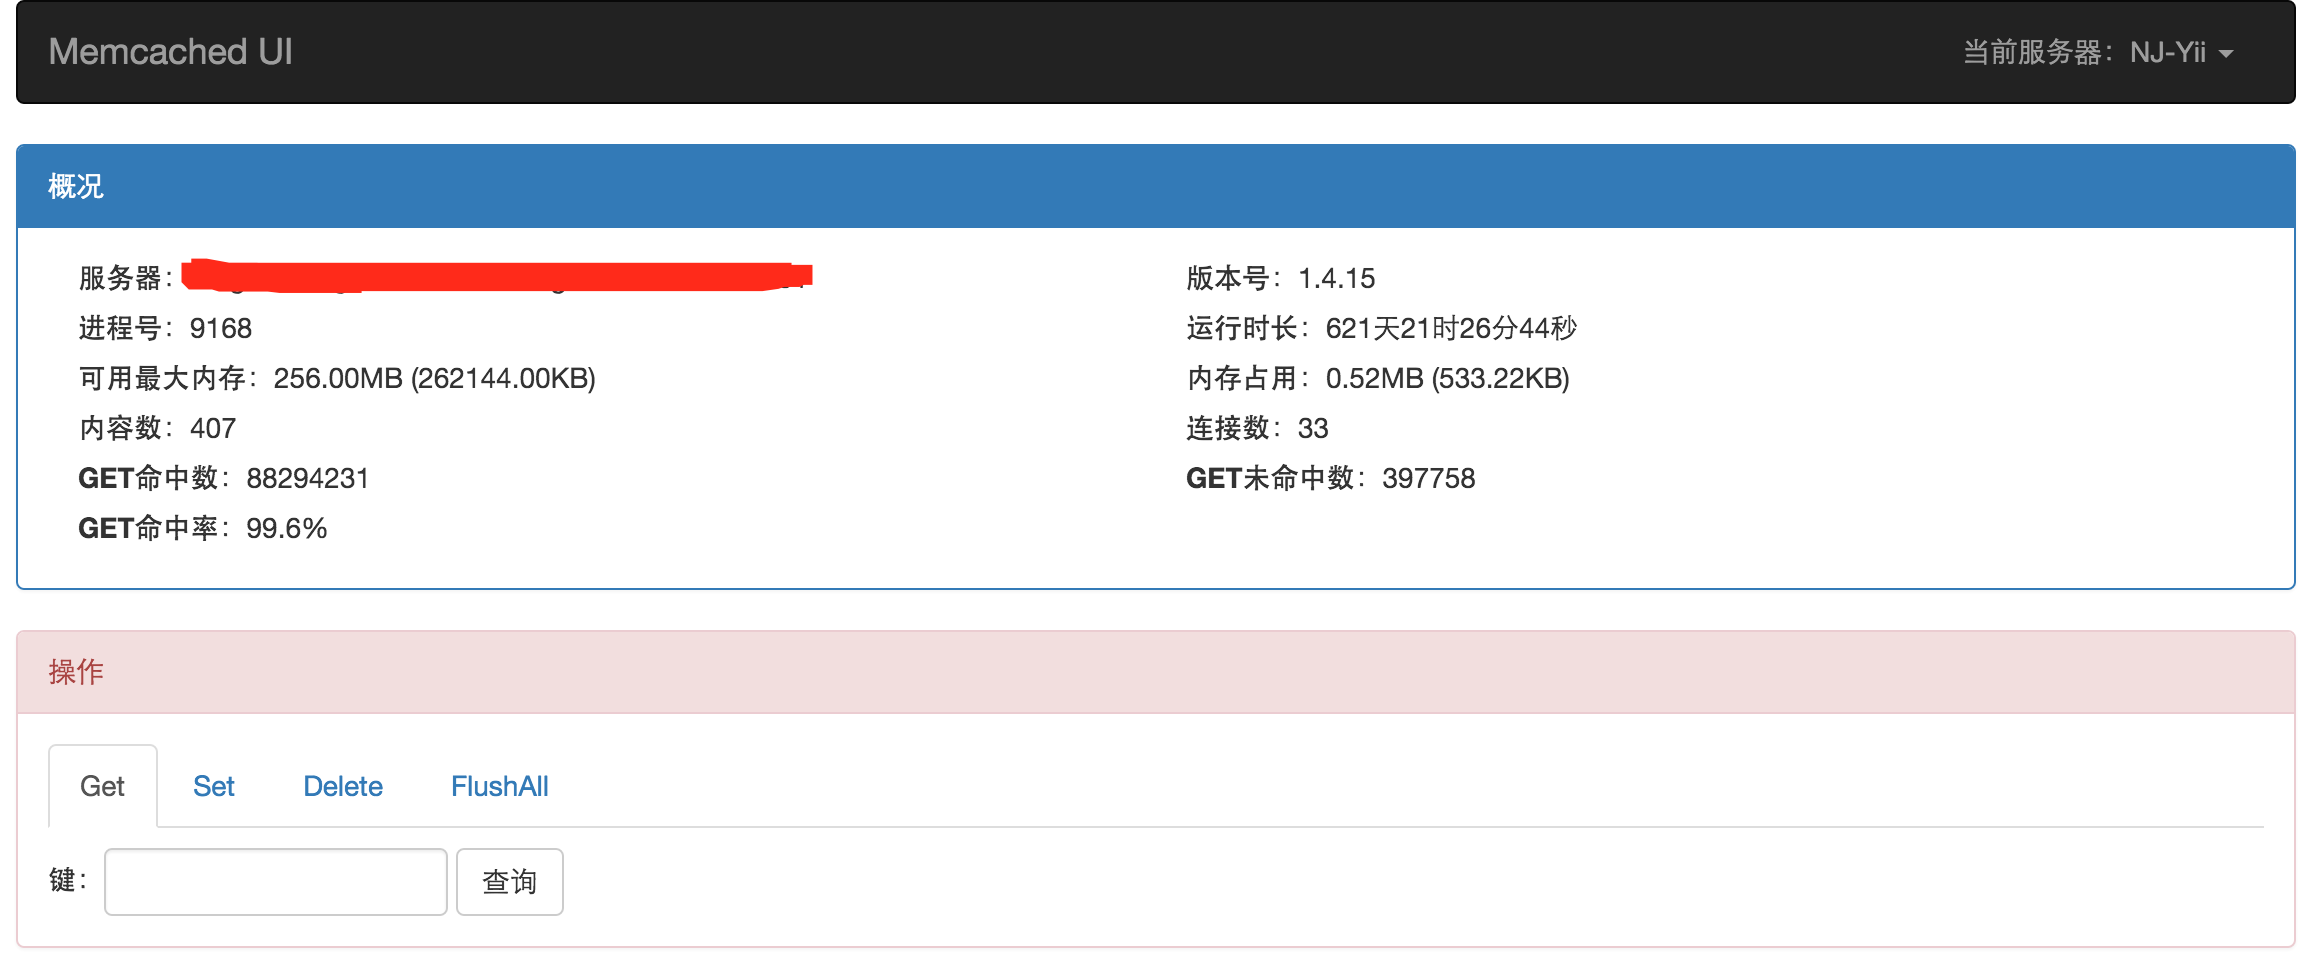 Memcached UI
当前服务器：NJ-Yii
概况
服务器：
版本号：1.4.15
进程号：9168
运行时长：621天21时26分44秒
可用最大内存：256.00MB (262144.00KB)
内存占用：0.52MB (533.22KB)
内容数：407
连接数：33
GET命中数：88294231
GET未命中数：397758
GET命中率：99.6%
操作
Get
Set
Delete
FlushAll
键：
查询